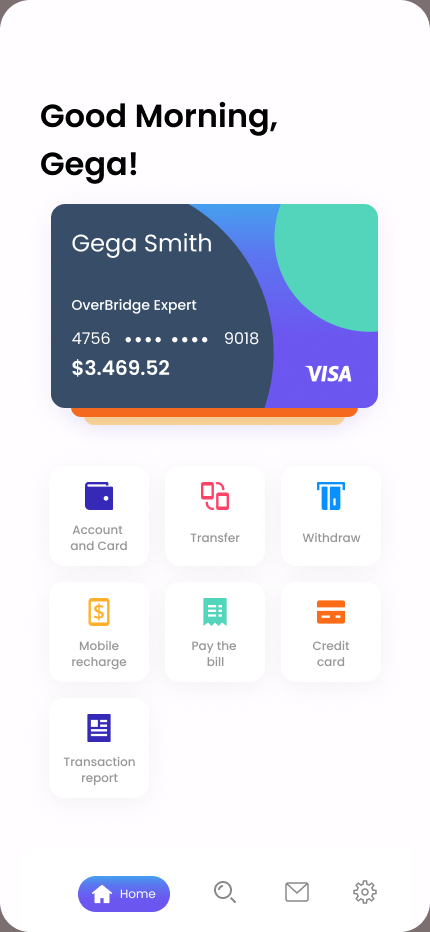 Good Morning,
Gega!
Gega Smith
OverBridge Expert
4756 •••• •••• 9018
$3.469.52
VISA
Account
and Card
Transfer
Withdraw
Mobile
recharge
Pay the
bill
Credit
card
Transaction
report
Home